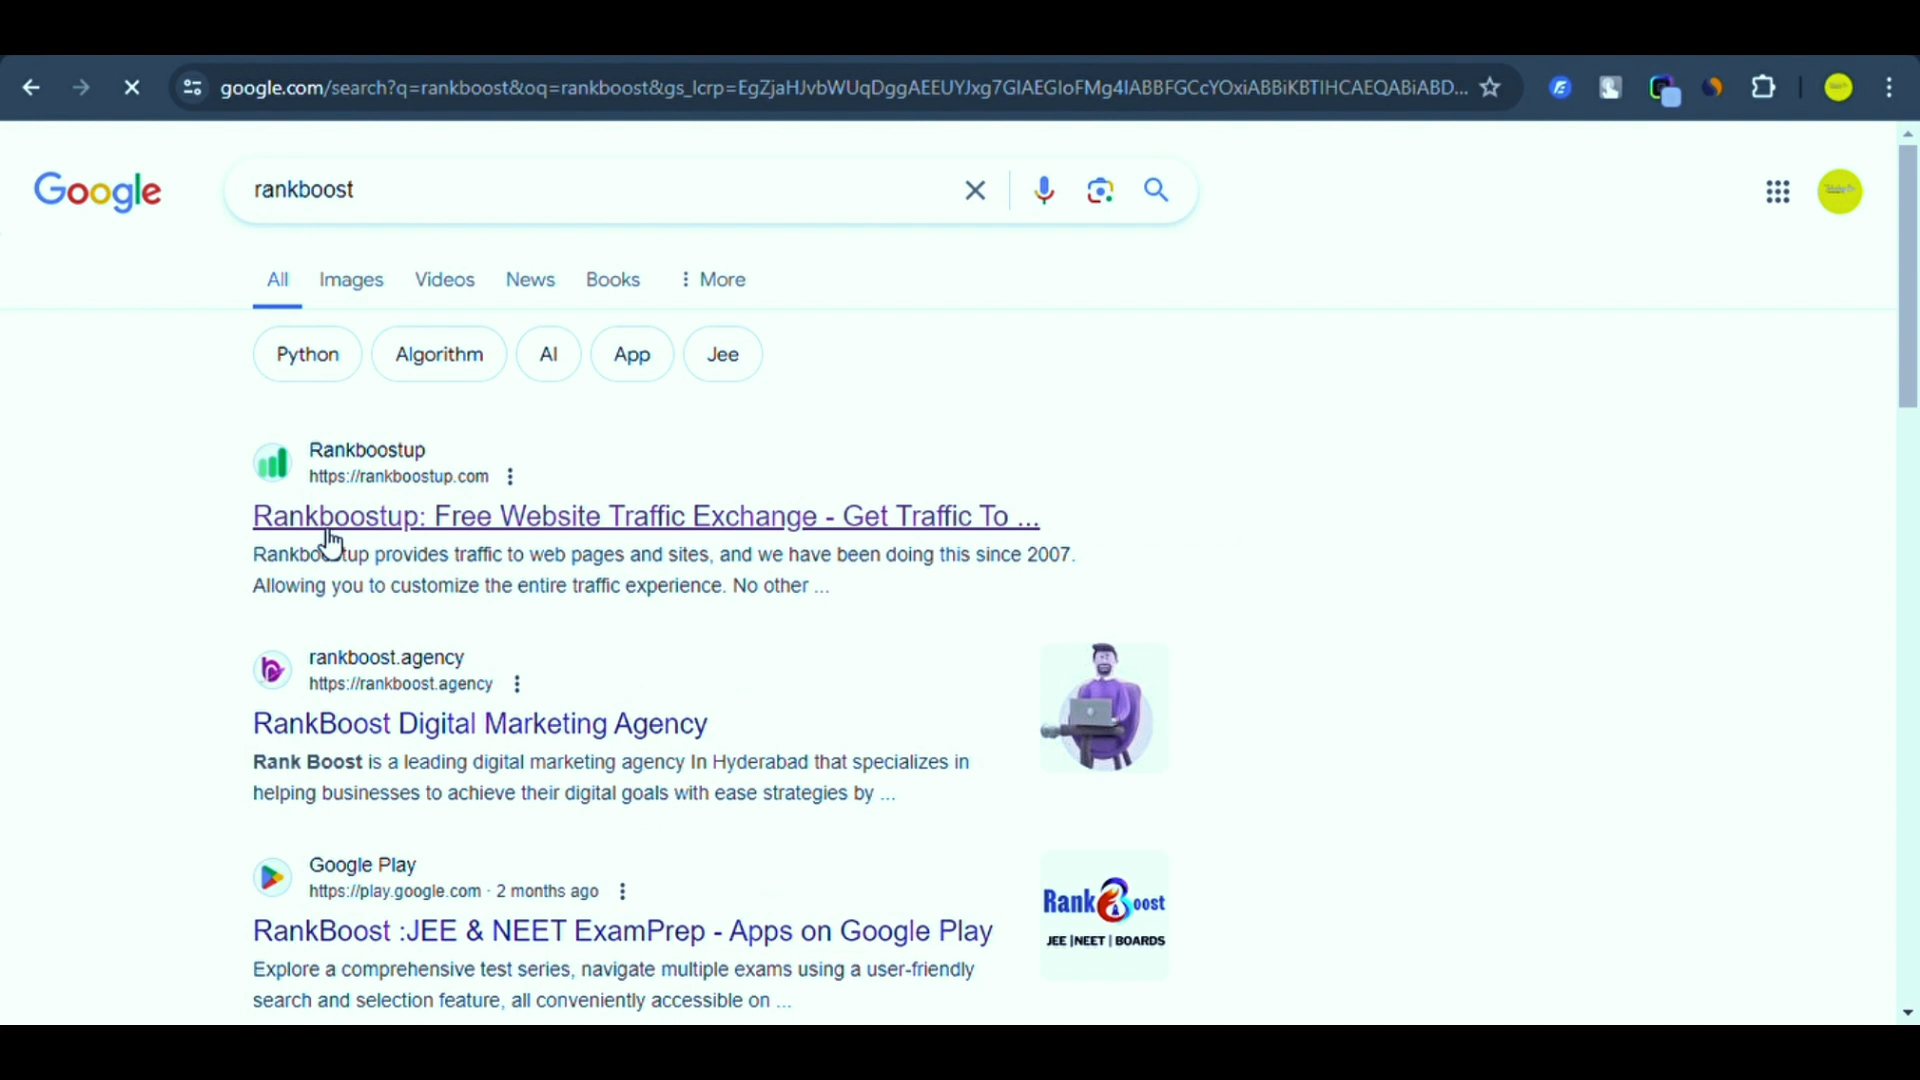 google.com/search?q=rankboost&oq=rankboost&gs_lcrp=EgZjaHJvbWUqDggAEEUYJxg7GIAEGIoFMg4IABBFGCcYOxiABBiKBTIHCAEQABiABD...
Google
rankboost
All Images Videos News Books More
Python Algorithm AI App Jee
Rankboostup
https://rankboostup.com
Rankboostup: Free Website Traffic Exchange - Get Traffic To ...
Rankboostup provides traffic to web pages and sites, and we have been doing this since 2007.
Allowing you to customize the entire traffic experience. No other ...
rankboost.agency
https://rankboost.agency
RankBoost Digital Marketing Agency
Rank Boost is a leading digital marketing agency In Hyderabad that specializes in
helping businesses to achieve their digital goals with ease strategies by ...
Google Play
https://play.google.com · 2 months ago
RankBoost :JEE & NEET ExamPrep - Apps on Google Play
Explore a comprehensive test series, navigate multiple exams using a user-friendly
search and selection feature, all conveniently accessible on ...
Rank Boost
JEE | NEET | BOARDS